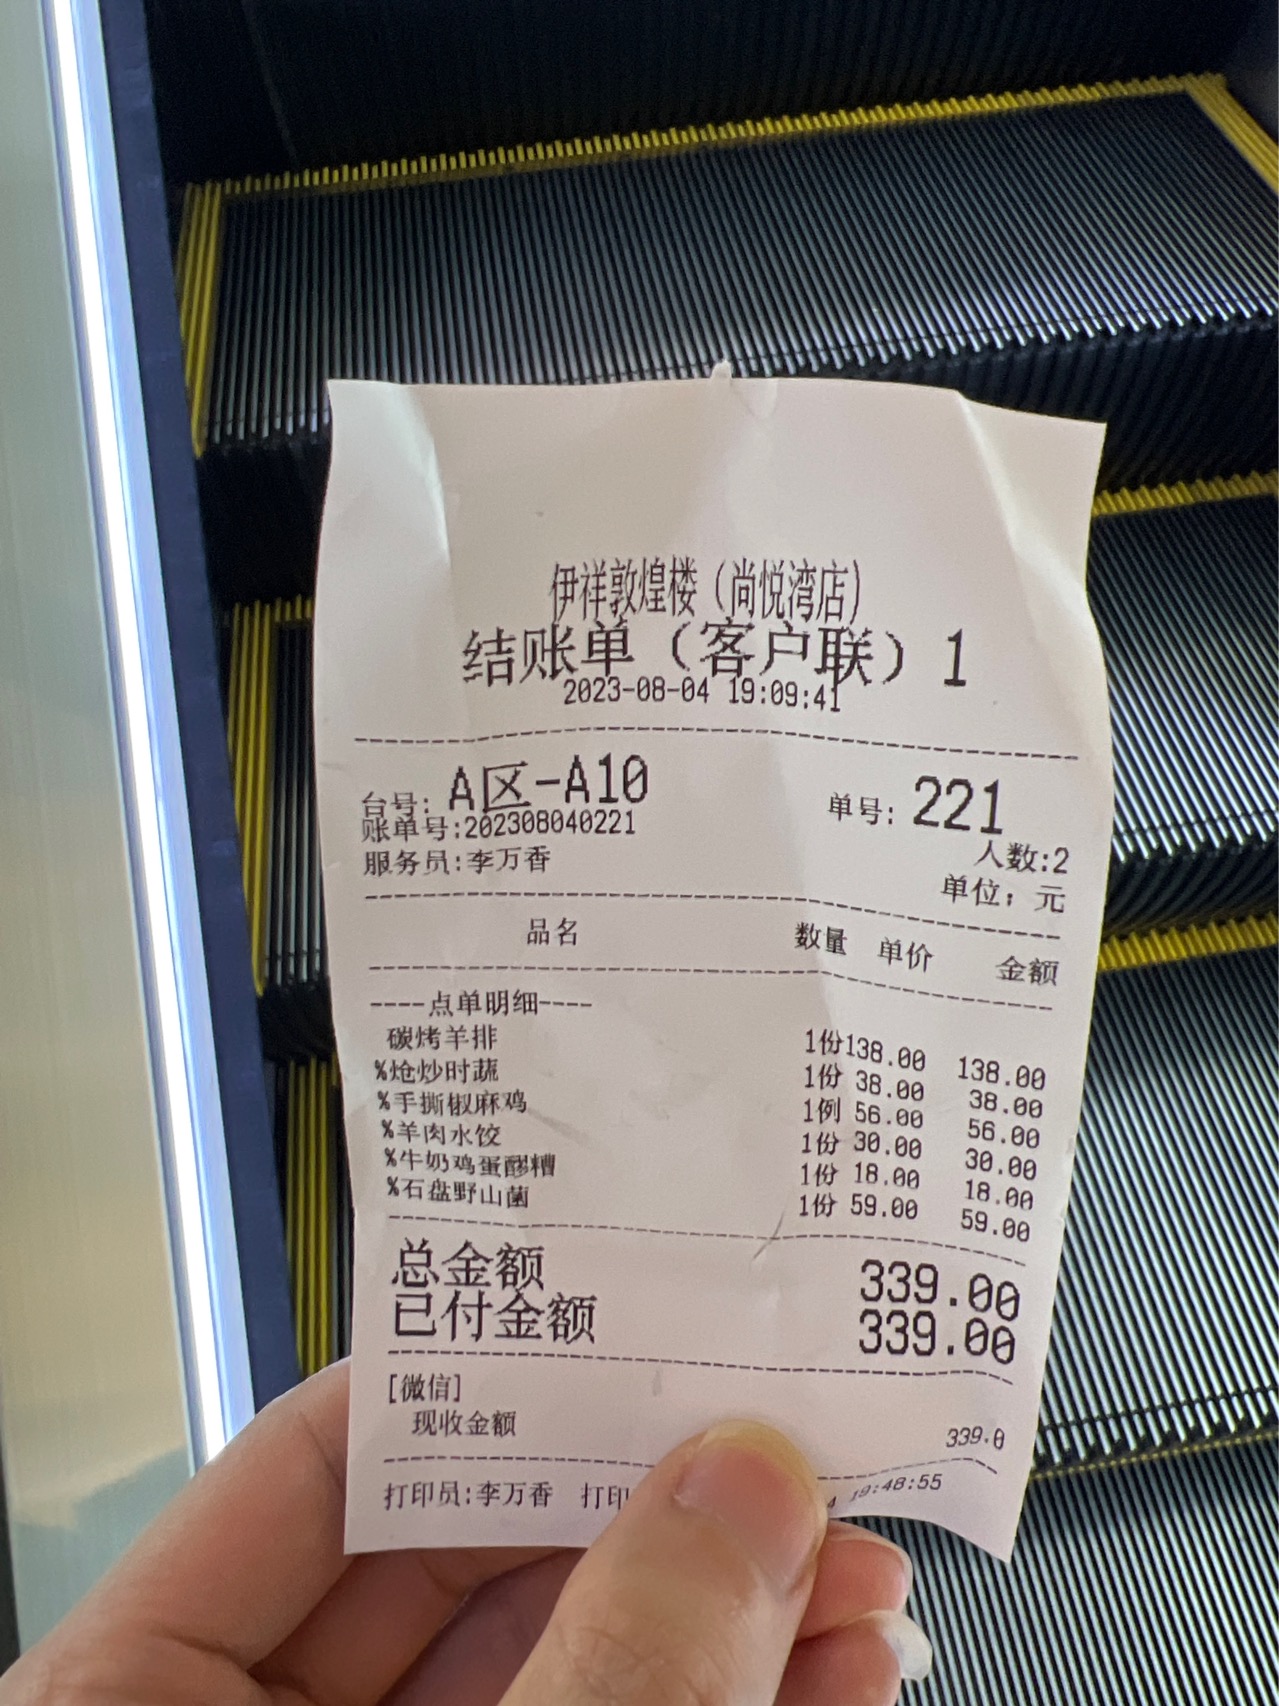 伊祥敦煌楼（尚悦湾店）
结账单（客户联）1
2023-08-04 19:09:41
台号: A区-A10 单号: 221
账单号:202308040221
服务员:李万香 人数:2
单位：元
品名 数量 单价 金额
----点单明细----
碳烤羊排 1份 138.00 138.00
%炝炒时蔬 1份 38.00 38.00
%手撕椒麻鸡 1例 56.00 56.00
%羊肉水饺 1份 30.00 30.00
%牛奶鸡蛋醪糟 1份 18.00 18.00
%石盘野山菌 1份 59.00 59.00
总金额 339.00
已付金额 339.00
[微信]
现收金额 339.0
打印员:李万香 打印 4 19:48:55